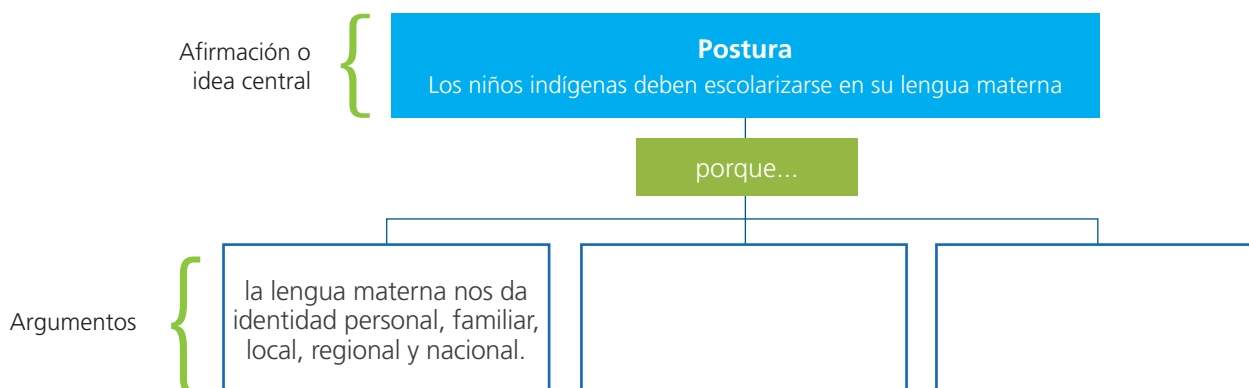 Afirmación o
idea central
Postura
Los niños indígenas deben escolarizarse en su lengua materna
porque...
Argumentos
la lengua materna nos da
identidad personal, familiar,
local, regional y nacional.